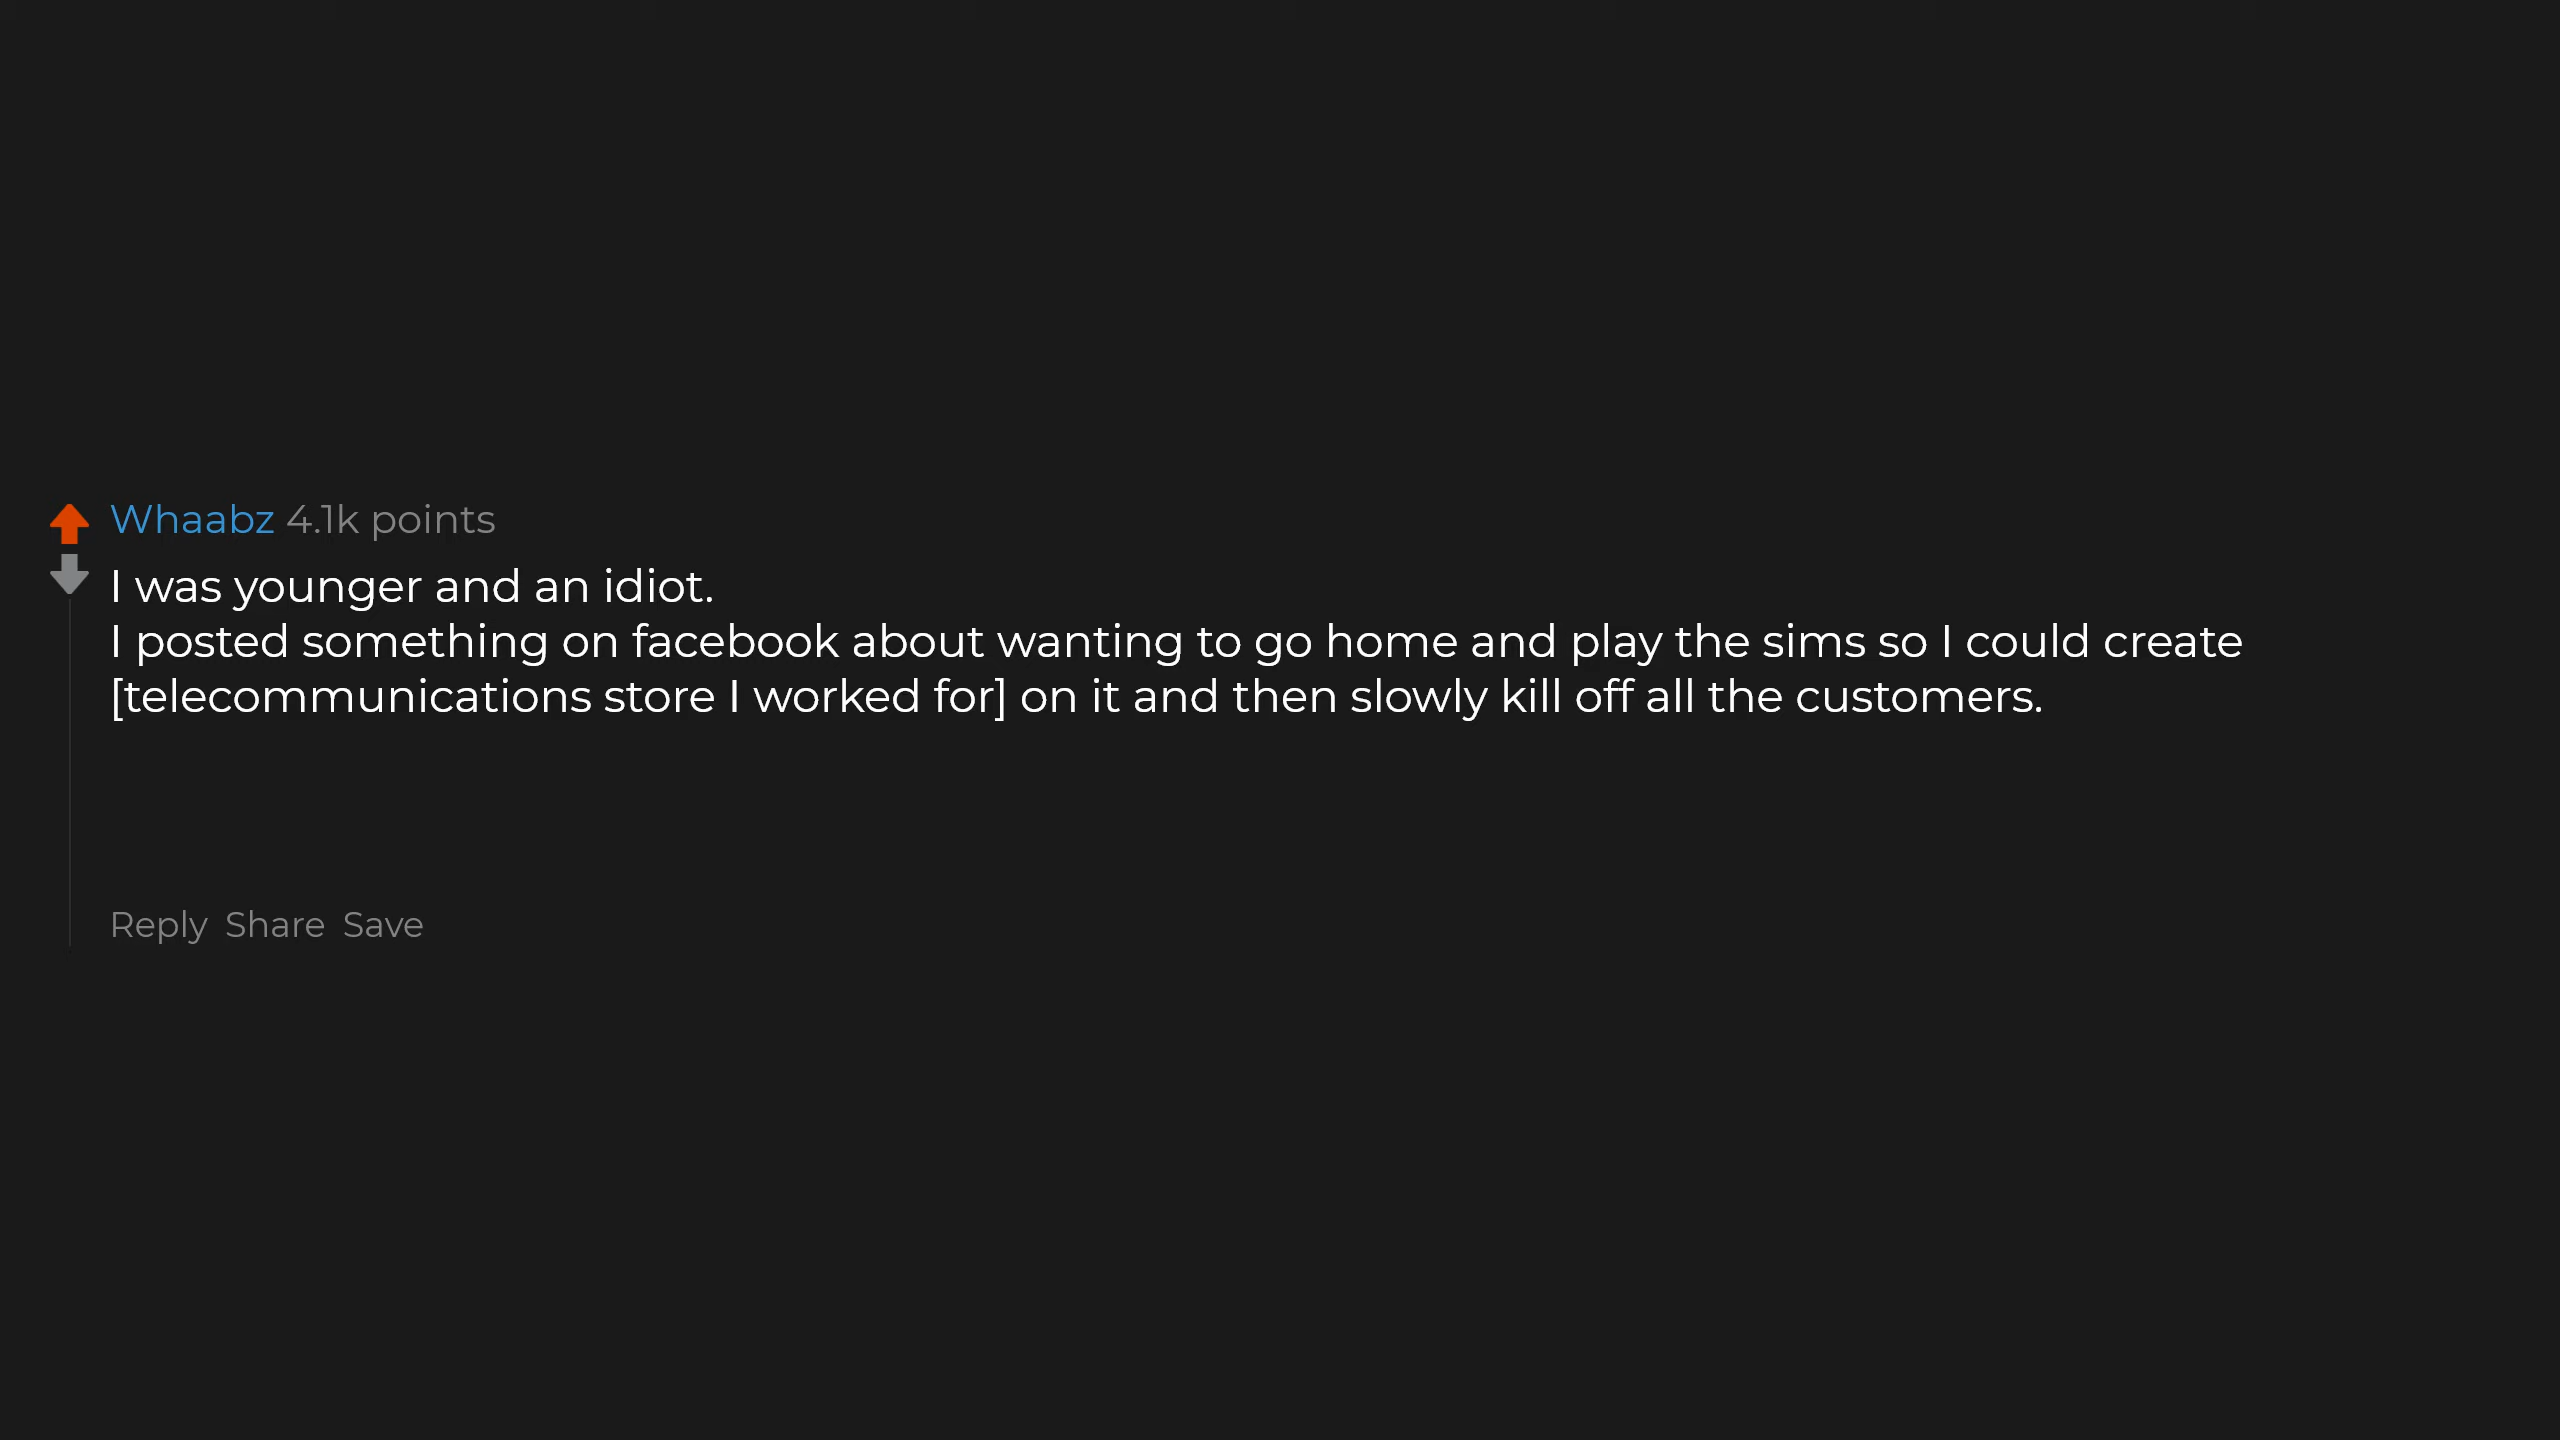 Whaabz 4.1k points
I was younger and an idiot.
I posted something on facebook about wanting to go home and play the sims so I could create
[telecommunications store I worked for] on it and then slowly kill off all the customers.
Reply Share Save